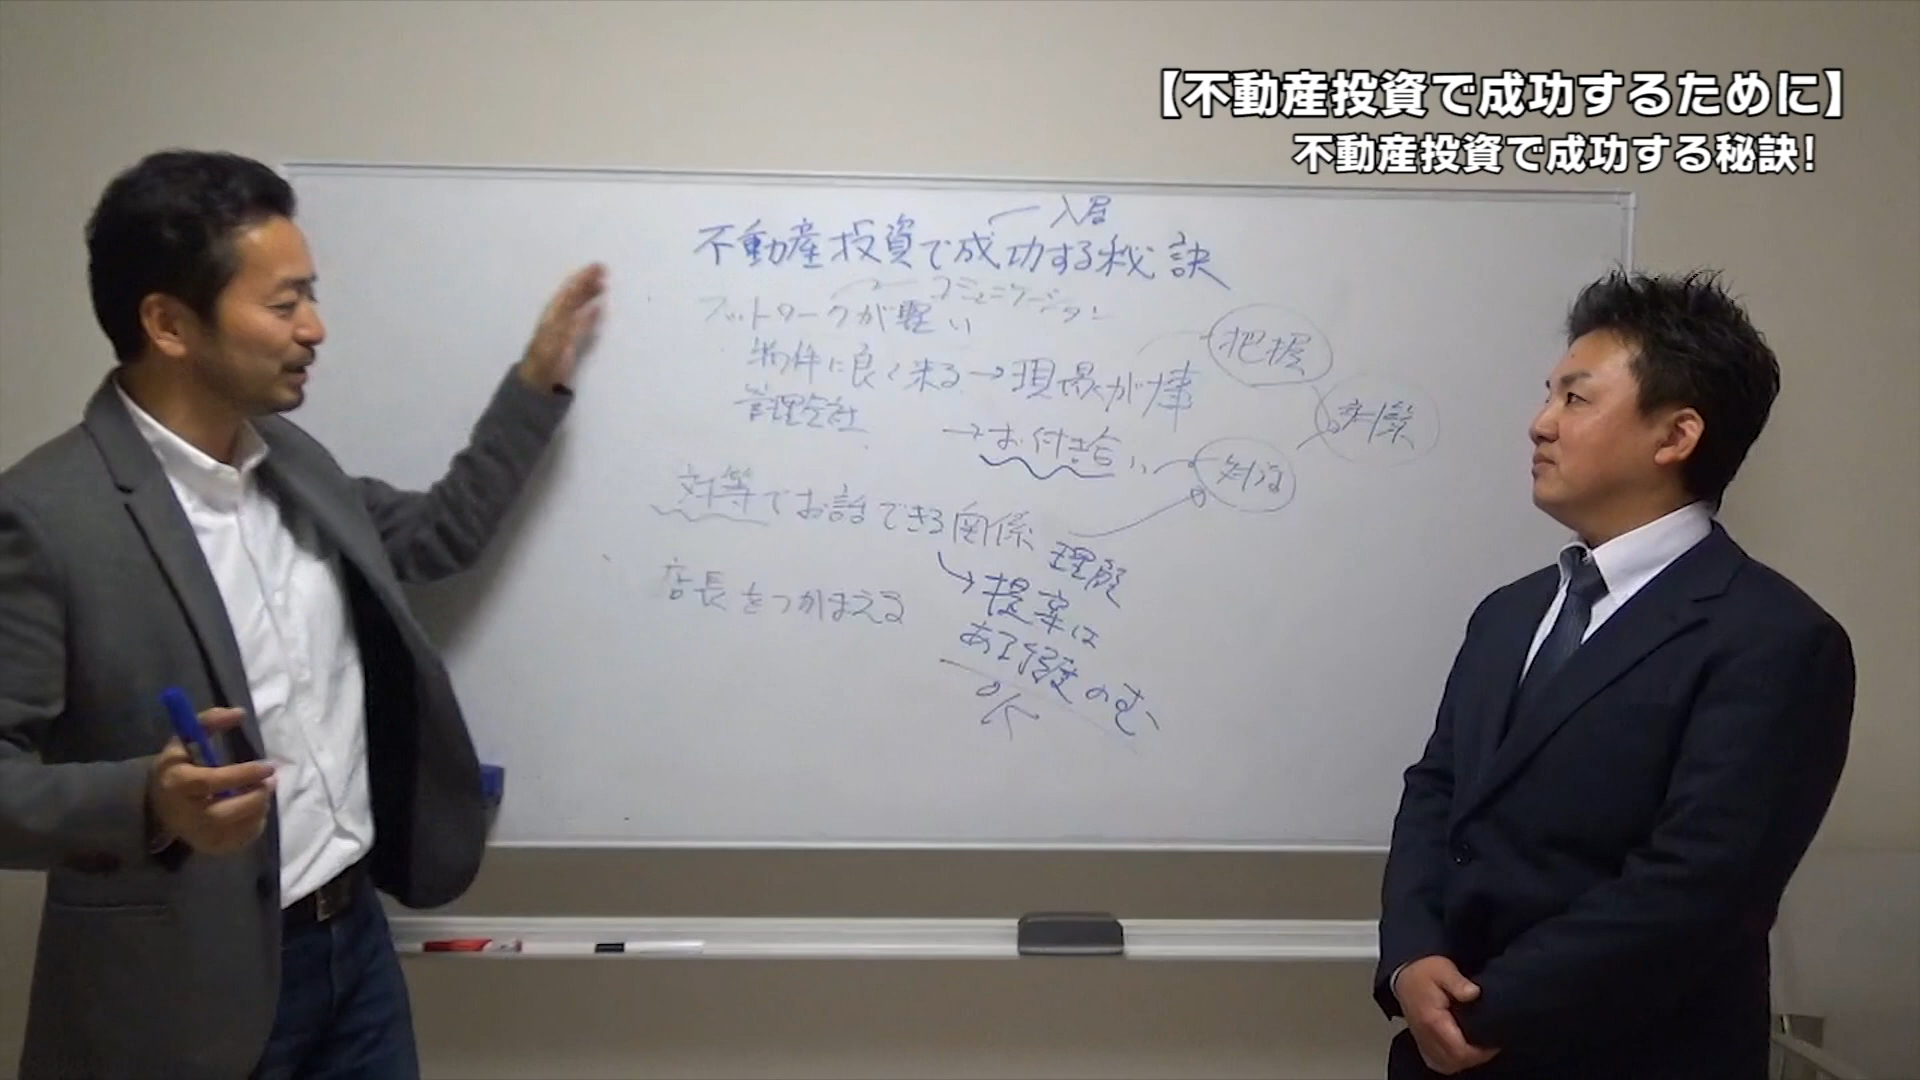 【不動産投資で成功するために】
不動産投資で成功する秘訣!
入居
不動産投資で成功する秘訣
コミュニケーション
フットワークが軽い
物件に良く来る→現場が大事
把握
管理会社
対策
→お付き合い
対等でお話できる関係
理解
→提案は
店長をつかまえる
ある程度のむ